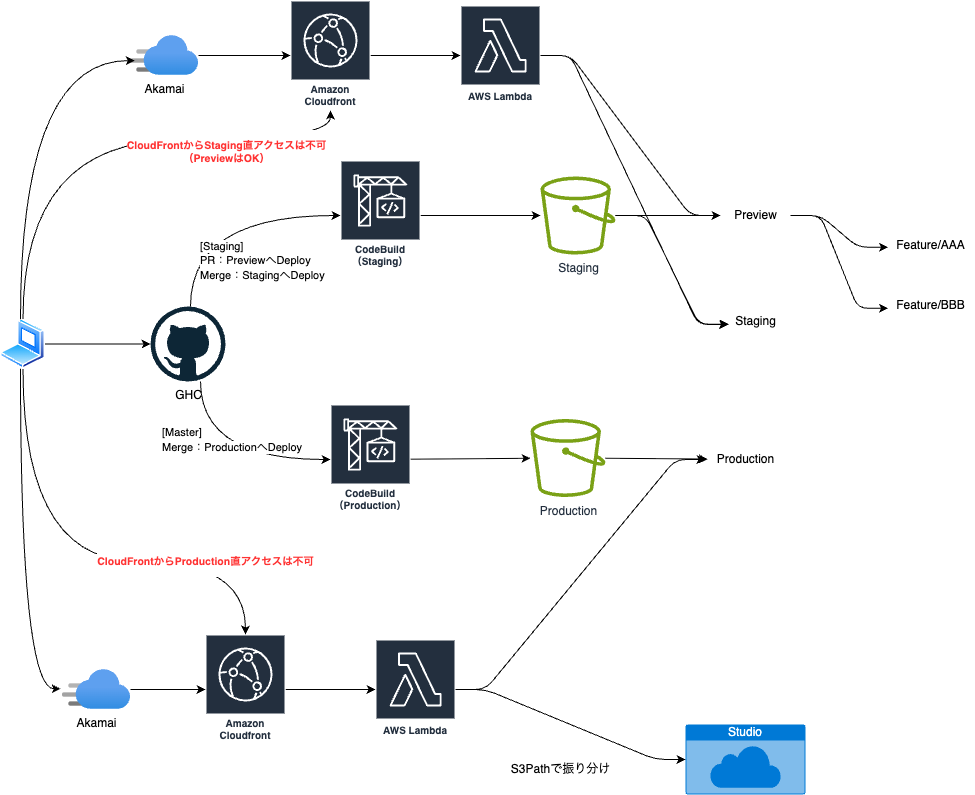 Akamai
Amazon
Cloudfront
AWS Lambda
CloudFrontからStaging直アクセスは不可
（PreviewはOK）
CodeBuild
（Staging）
[Staging]
PR：PreviewへDeploy
Merge：StagingへDeploy
Staging
Preview
Feature/AAA
Feature/BBB
Staging
GHC
[Master]
Merge：ProductionへDeploy
CodeBuild
（Production）
Production
Production
CloudFrontからProduction直アクセスは不可
Akamai
Amazon
Cloudfront
AWS Lambda
S3Pathで振り分け
Studio